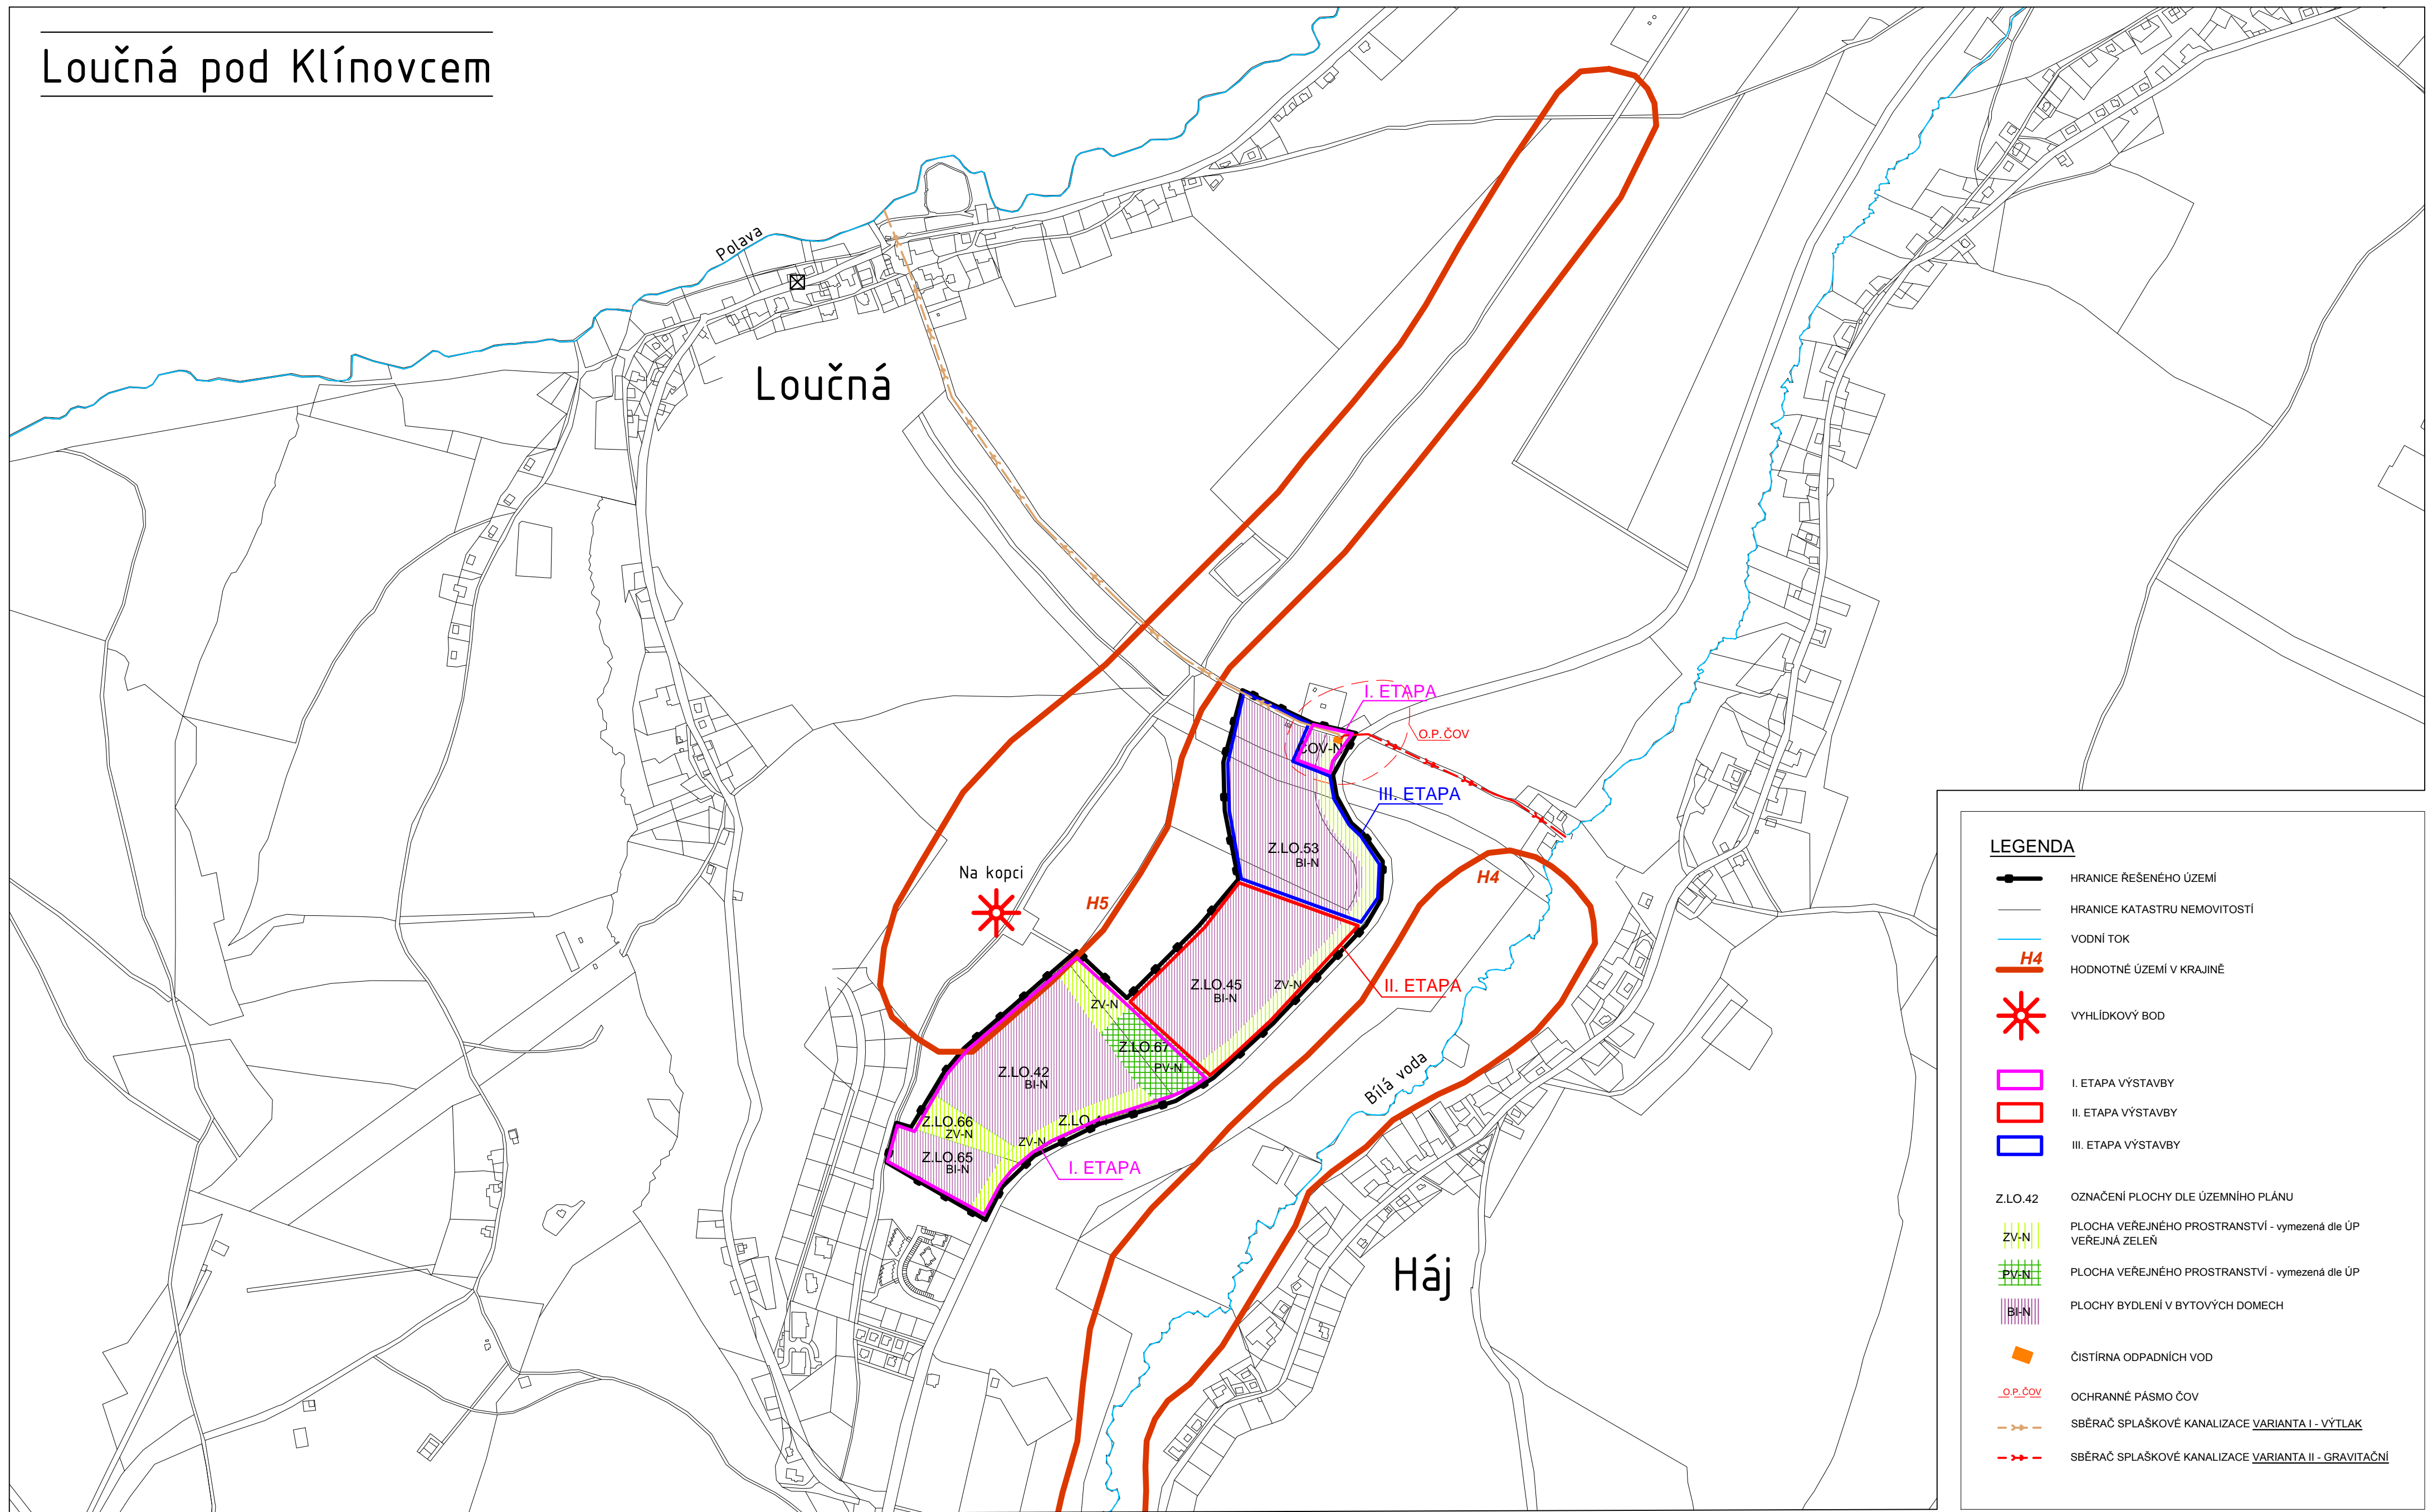 Loučná pod Klínovcem
Polava
Loučná
I. ETAPA
O.P.ČOV
ČOV-N
III. ETAPA
Z.LO.53
BI-N
Na kopci
H5
H4
Z.LO.45
BI-N
ZV-N
II. ETAPA
ZV-N
Z.LO.67
PV-N
Z.LO.42
BI-N
Z.LO.66
ZV-N
Z.LO.
ZV-N
Z.LO.65
BI-N
I. ETAPA
Bílá voda
Háj
LEGENDA
HRANICE ŘEŠENÉHO ÚZEMÍ
HRANICE KATASTRU NEMOVITOSTÍ
VODNÍ TOK
H4 HODNOTNÉ ÚZEMÍ V KRAJINĚ
VYHLÍDKOVÝ BOD
I. ETAPA VÝSTAVBY
II. ETAPA VÝSTAVBY
III. ETAPA VÝSTAVBY
Z.LO.42 OZNAČENÍ PLOCHY DLE ÚZEMNÍHO PLÁNU
ZV-N PLOCHA VEŘEJNÉHO PROSTRANSTVÍ - vymezená dle ÚP
VEŘEJNÁ ZELEŇ
PV-N PLOCHA VEŘEJNÉHO PROSTRANSTVÍ - vymezená dle ÚP
BI-N PLOCHY BYDLENÍ V BYTOVÝCH DOMECH
ČISTÍRNA ODPADNÍCH VOD
O.P.ČOV OCHRANNÉ PÁSMO ČOV
SBĚRAČ SPLAŠKOVÉ KANALIZACE VARIANTA I - VÝTLAK
SBĚRAČ SPLAŠKOVÉ KANALIZACE VARIANTA II - GRAVITAČNÍ